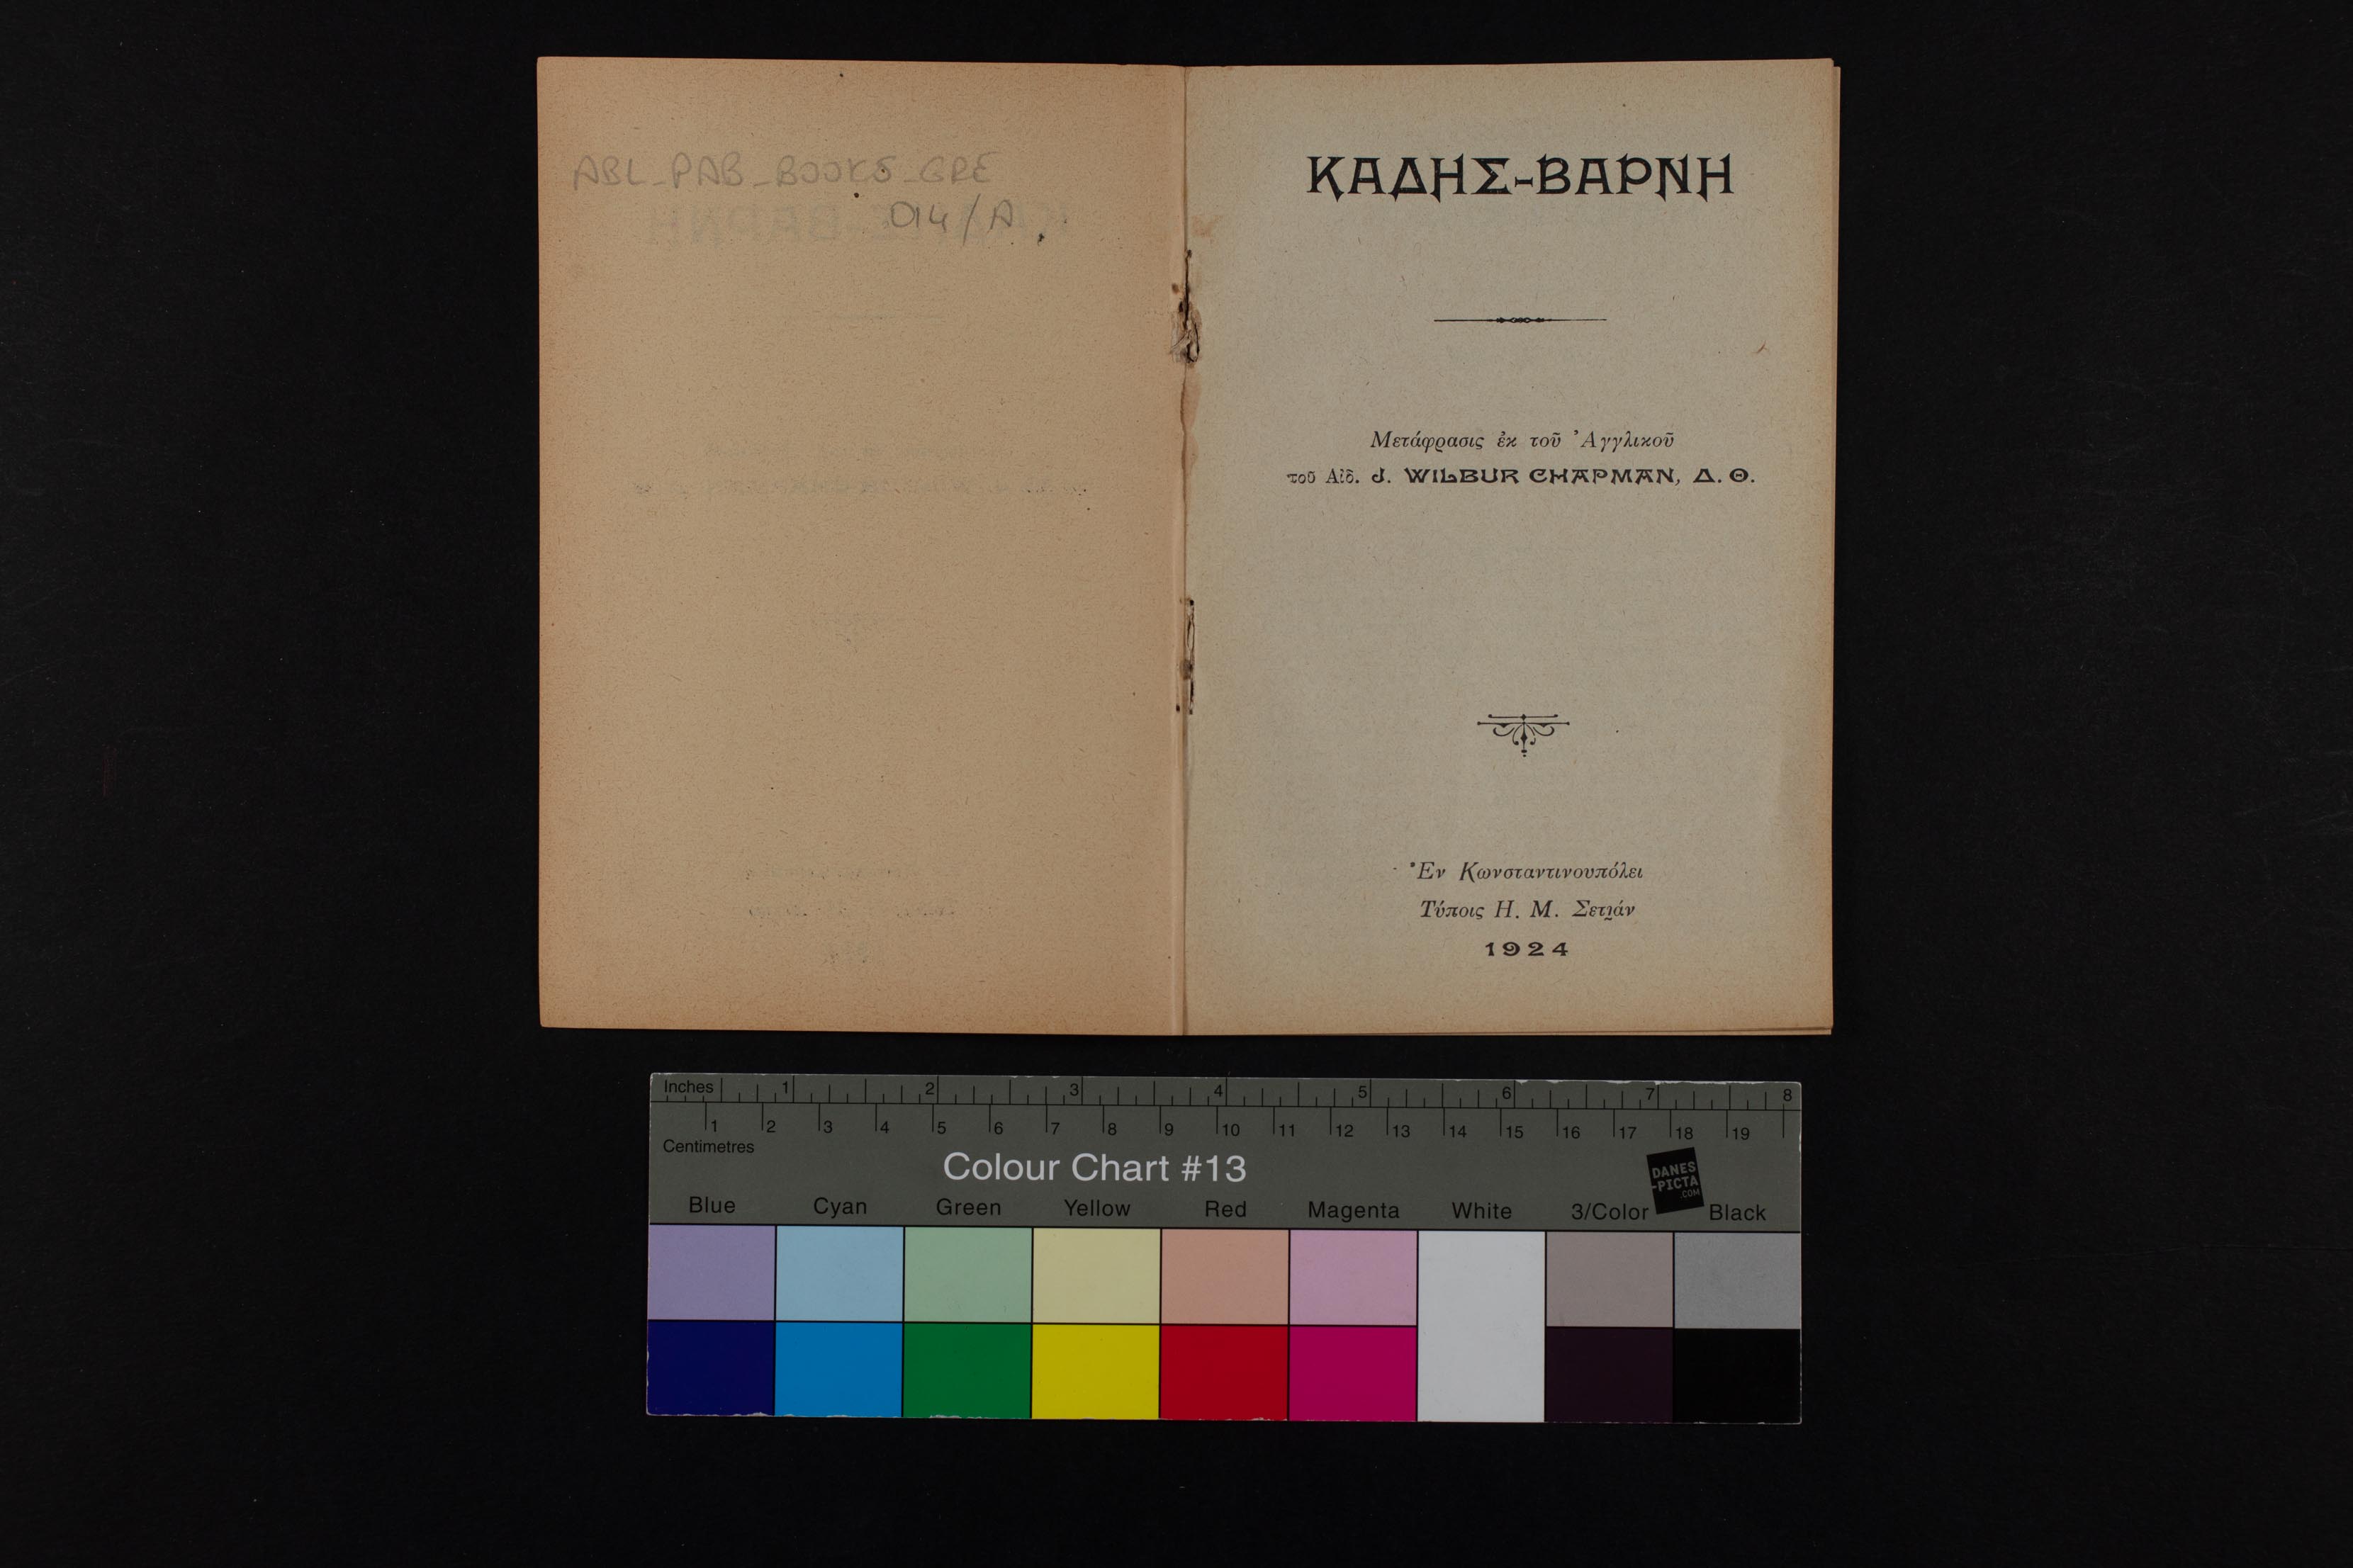 ABL_PAB_BOOKS_GRE
014/A
ΚΑΔΗΣ-ΒΑΡΝΗ
Μετάφρασις ἐκ τοῦ Ἀγγλικοῦ
τοῦ Αἰδ. J. WILBUR CHAPMAN, Δ. Θ.
Ἐν Κωνσταντινουπόλει
Τύποις Η. Μ. Σετι̯άν
1924
Inches 1 2 3 4 5 6 7 8
1 2 3 4 5 6 7 8 9 10 11 12 13 14 15 16 17 18 19
Centimetres
Colour Chart #13
DANES
-PICTA
.COM
Blue Cyan Green Yellow Red Magenta White 3/Color Black